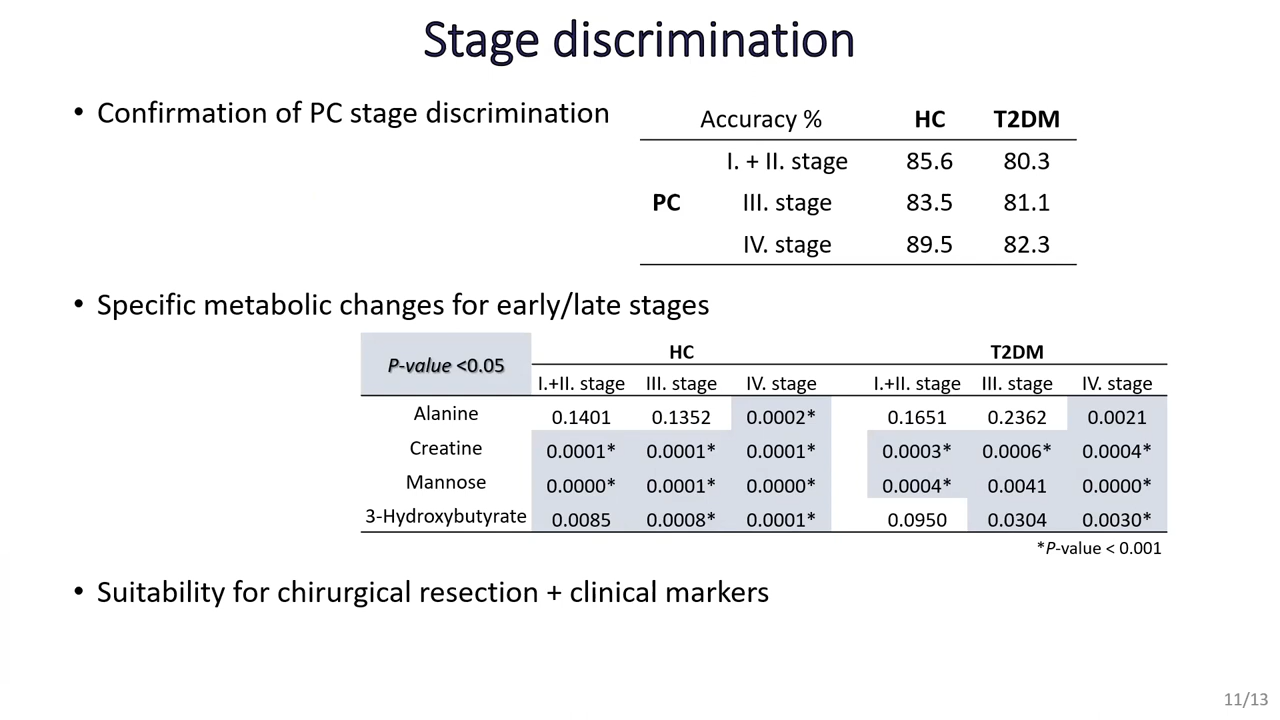 Stage discrimination
• Confirmation of PC stage discrimination
Accuracy % HC T2DM
I. + II. stage 85.6 80.3
PC III. stage 83.5 81.1
IV. stage 89.5 82.3
• Specific metabolic changes for early/late stages
P-value <0.05 HC T2DM
I.+II. stage III. stage IV. stage I.+II. stage III. stage IV. stage
Alanine 0.1401 0.1352 0.0002* 0.1651 0.2362 0.0021
Creatine 0.0001* 0.0001* 0.0001* 0.0003* 0.0006* 0.0004*
Mannose 0.0000* 0.0001* 0.0000* 0.0004* 0.0041 0.0000*
3-Hydroxybutyrate 0.0085 0.0008* 0.0001* 0.0950 0.0304 0.0030*
*P-value < 0.001
• Suitability for chirurgical resection + clinical markers
11/13